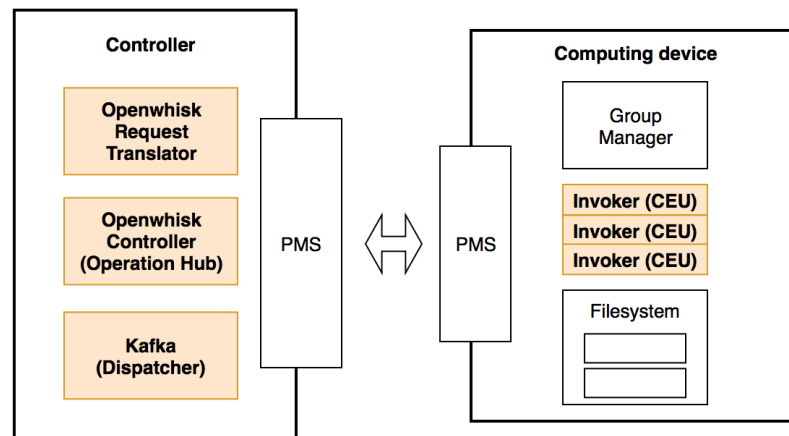 Controller
Openwhisk
Request
Translator
Openwhisk
Controller
(Operation Hub)
Kafka
(Dispatcher)
PMS
PMS
Computing device
Group
Manager
Invoker (CEU)
Invoker (CEU)
Invoker (CEU)
Filesystem